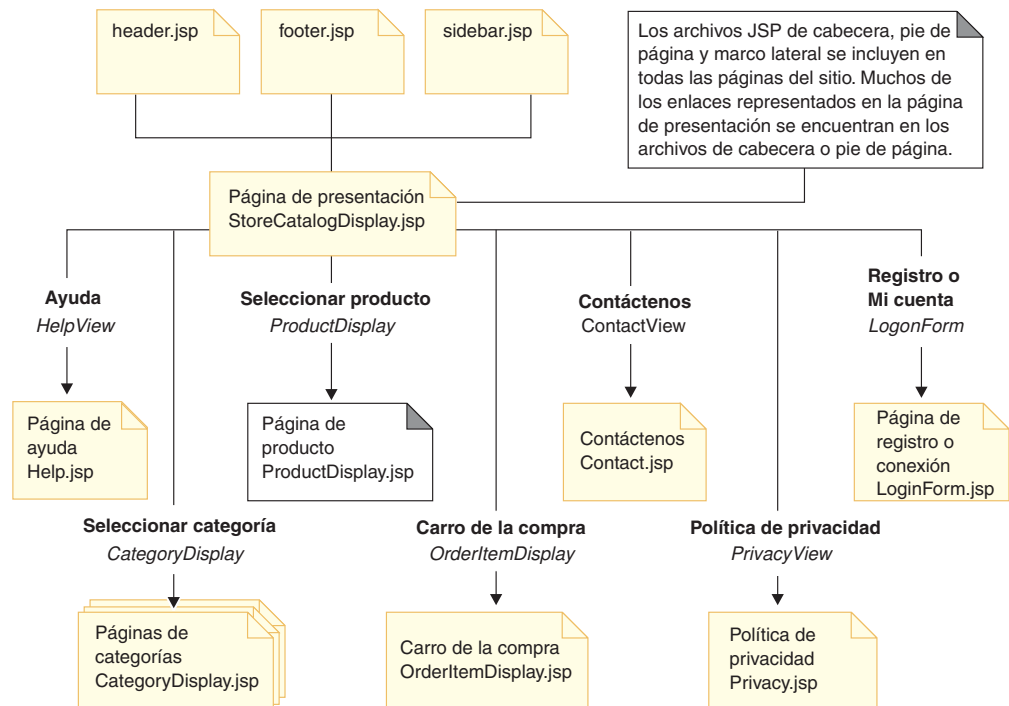 header.jsp
footer.jsp
sidebar.jsp
Los archivos JSP de cabecera, pie de
página y marco lateral se incluyen en
todas las páginas del sitio. Muchos de
los enlaces representados en la página
de presentación se encuentran en los
archivos de cabecera o pie de página.
Página de presentación
StoreCatalogDisplay.jsp
Ayuda
HelpView
Seleccionar producto
ProductDisplay
Contáctenos
ContactView
Registro o
Mi cuenta
LogonForm
Página de
ayuda
Help.jsp
Página de
producto
ProductDisplay.jsp
Contáctenos
Contact.jsp
Página de
registro o
conexión
LoginForm.jsp
Seleccionar categoría
CategoryDisplay
Carro de la compra
OrderItemDisplay
Política de privacidad
PrivacyView
Páginas de
categorías
CategoryDisplay.jsp
Carro de la compra
OrderItemDisplay.jsp
Política de
privacidad
Privacy.jsp